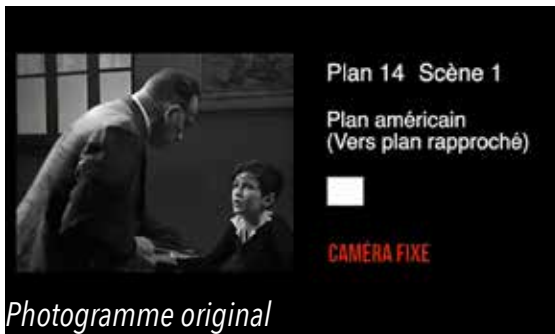 Plan 14 Scène 1
Plan américain
(Vers plan rapproché)
CAMÉRA FIXE
Photogramme original